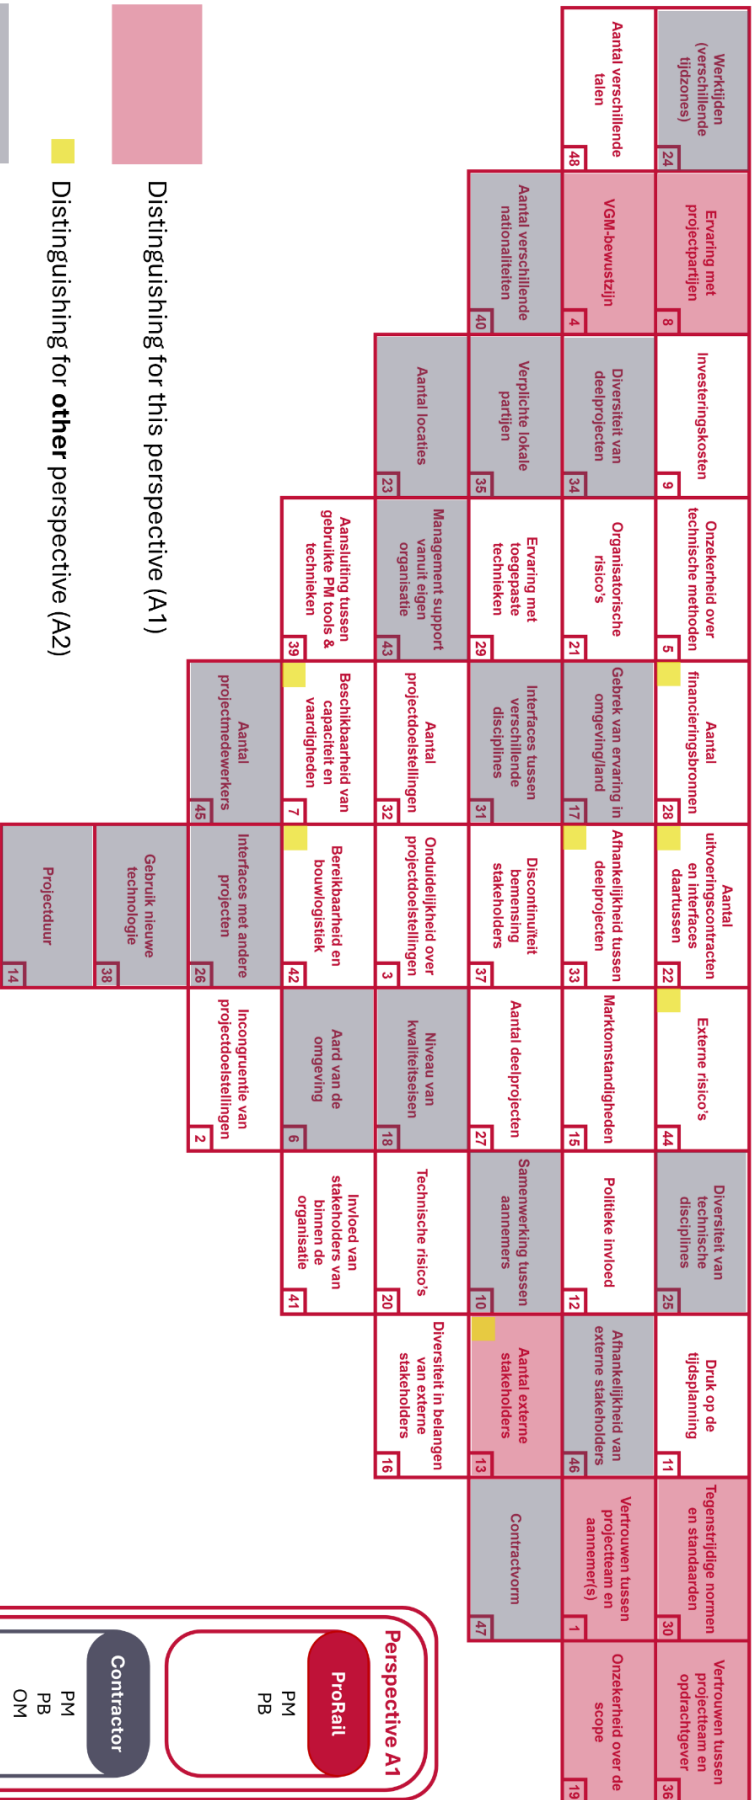 Werktijden
(verschillende
tijdzones)
24
Ervaring met
projectpartijen
8
Investeringskosten
9
Onzekerheid over
technische methoden
5
Aantal
financieringsbronnen
28
Aantal
uitvoeringscontracten
en interfaces
daartussen
22
Externe risico's
44
Diversiteit van
technische
disciplines
25
Druk op de
tijdsplanning
11
Tegenstrijdige normen
en standaarden
30
Vertrouwen tussen
projectteam en
opdrachtgever
36
Aantal verschillende
talen
48
VGM-bewustzijn
4
Diversiteit van
deelprojecten
34
Organisatorische
risico's
21
Gebrek van ervaring in
omgeving/land
17
Afhankelijkheid tussen
deelprojecten
33
Marktomstandigheden
15
Politieke invloed
12
Afhankelijkheid van
externe stakeholders
46
Vertrouwen tussen
projectteam en
aannemer(s)
1
Onzekerheid over de
scope
19
Aantal verschillende
nationaliteiten
40
Verplichte lokale
partijen
35
Ervaring met
toegepaste
technieken
29
Interfaces tussen
verschillende
disciplines
31
Discontinuïteit
bemensing
stakeholders
37
Aantal deelprojecten
27
Samenwerking tussen
aannemers
10
Aantal externe
stakeholders
13
Contractvorm
47
Aantal locaties
23
Management support
vanuit eigen
organisatie
43
Aantal
projectdoelstellingen
32
Onduidelijkheid over
projectdoelstellingen
3
Niveau van
kwaliteitseisen
18
Technische risico's
20
Diversiteit in belangen
van externe
stakeholders
16
Aansluiting tussen
gebruikte PM tools &
technieken
39
Beschikbaarheid van
capaciteit en
vaardigheden
7
Bereikbaarheid en
bouwlogistiek
42
Aard van de
omgeving
6
Invloed van
stakeholders van
binnen de
organisatie
41
Aantal
projectmedewerkers
45
Interfaces met andere
projecten
26
Incongruentie van
projectdoelstellingen
2
Gebruik nieuwe
technologie
38
Projectduur
14
Distinguishing for this perspective (A1)
Distinguishing for other perspective (A2)
Perspective A1
ProRail
PM
PB
Contractor
PM
PB
OM